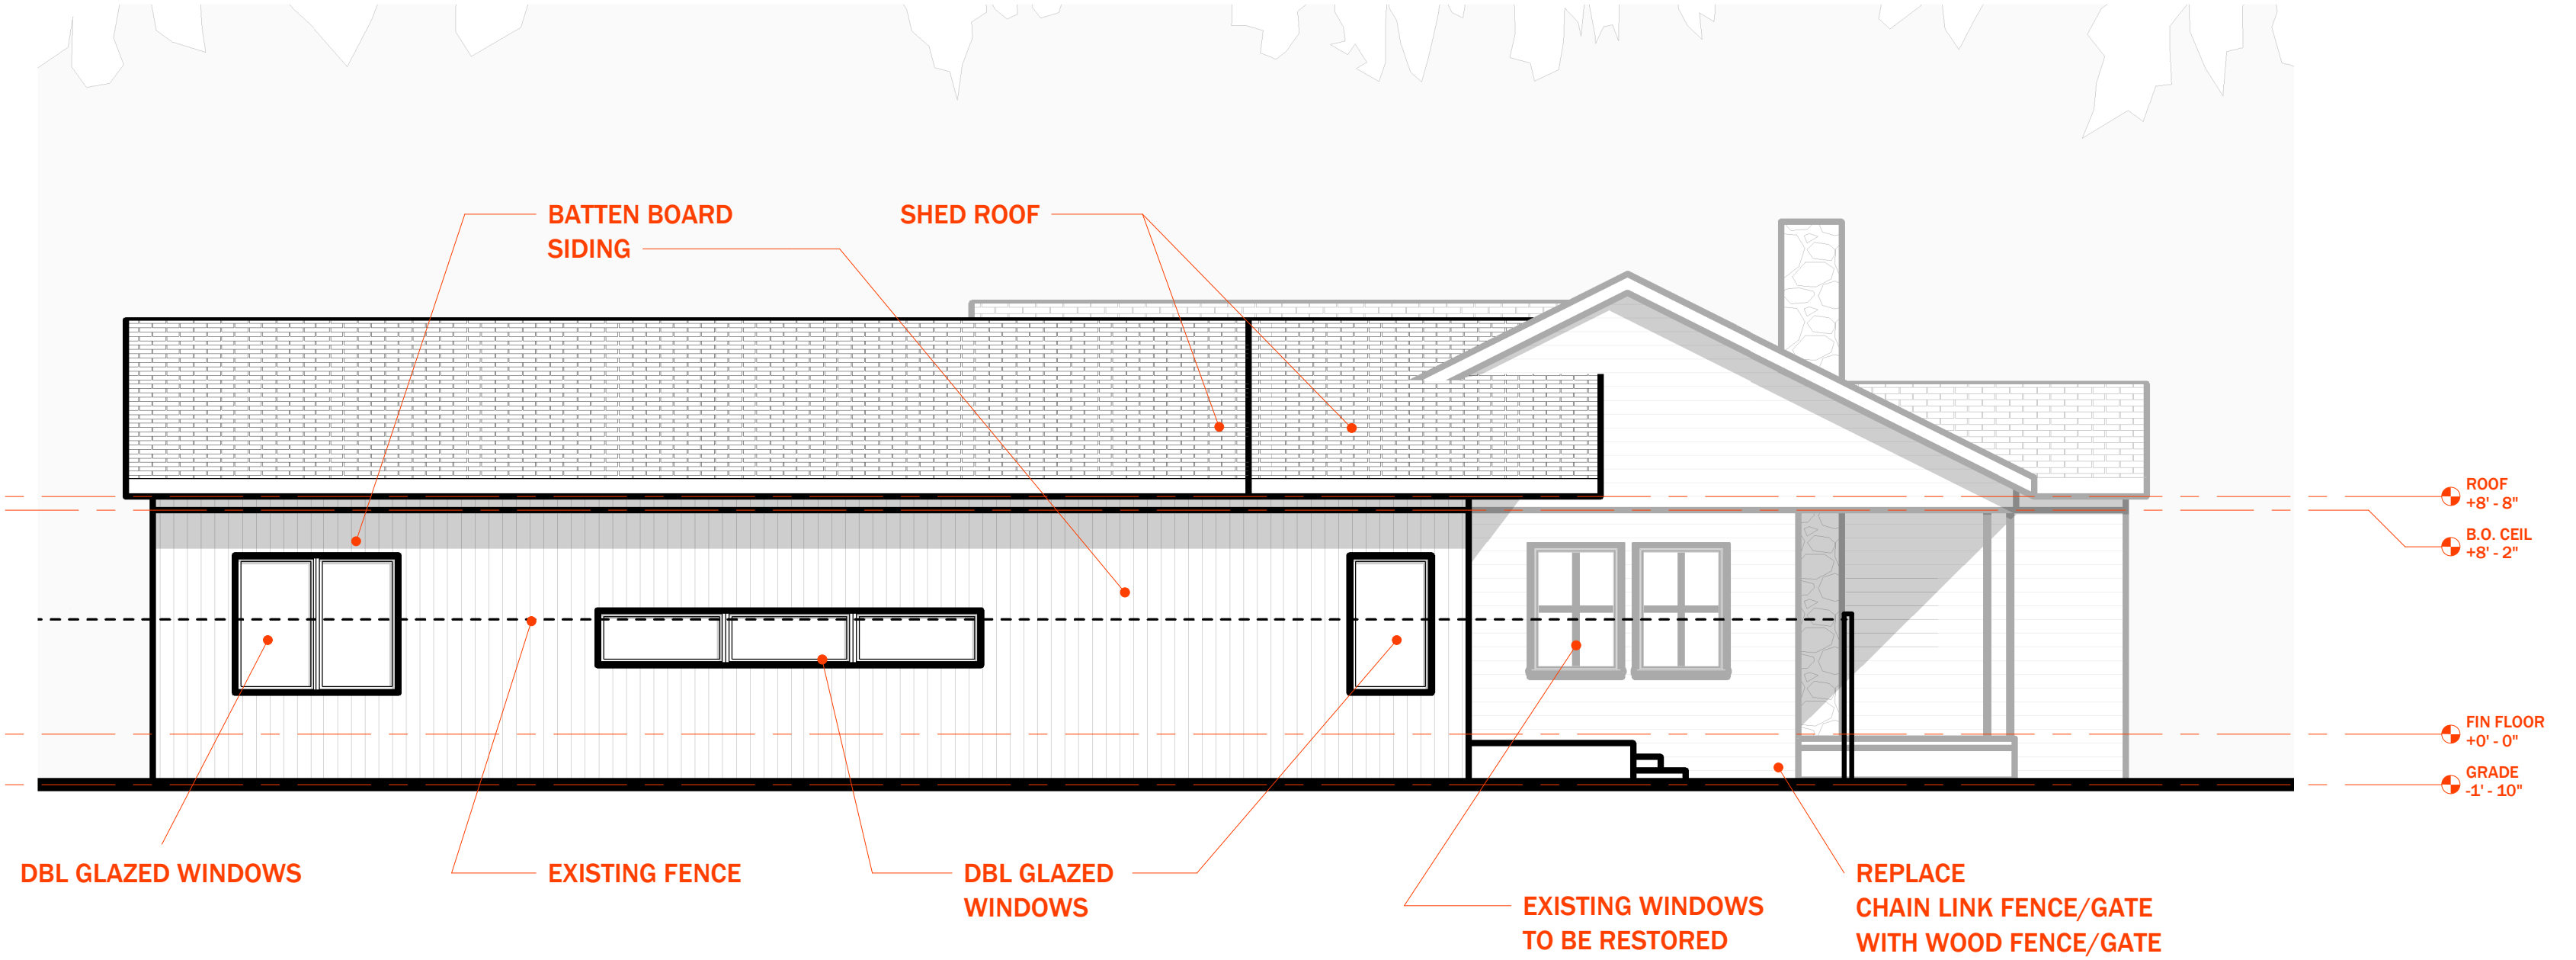 BATTEN BOARD
SIDING
SHED ROOF
ROOF
+8' - 8"
B.O. CEIL
+8' - 2"
FIN FLOOR
+0' - 0"
GRADE
-1' - 10"
DBL GLAZED WINDOWS
EXISTING FENCE
DBL GLAZED
WINDOWS
EXISTING WINDOWS
TO BE RESTORED
REPLACE
CHAIN LINK FENCE/GATE
WITH WOOD FENCE/GATE